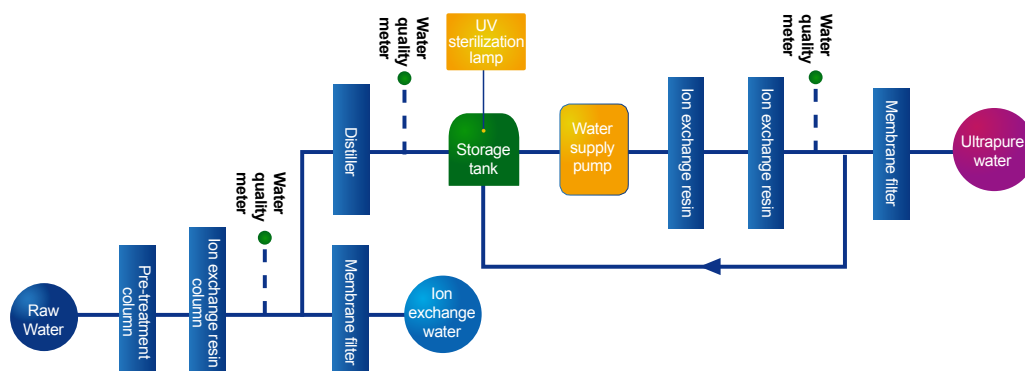 Water
quality
meter
UV
sterilization
lamp
Water
quality
meter
Distiller
Storage
tank
Water
supply
pump
Ion exchange resin
Ion exchange resin
Membrane filter
Ultrapure
water
Water
quality
meter
Raw
Water
Pre-treatment
column
Ion exchange resin
column
Membrane filter
Ion
exchange
water